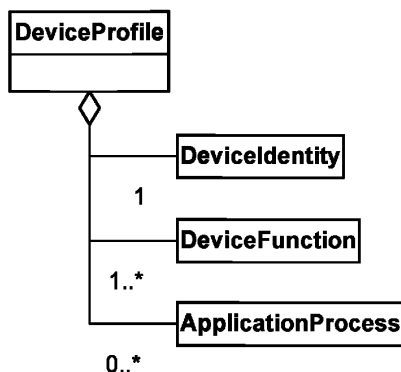 DeviceProfile
DeviceIdentity
1
DeviceFunction
1..*
ApplicationProcess
0..*